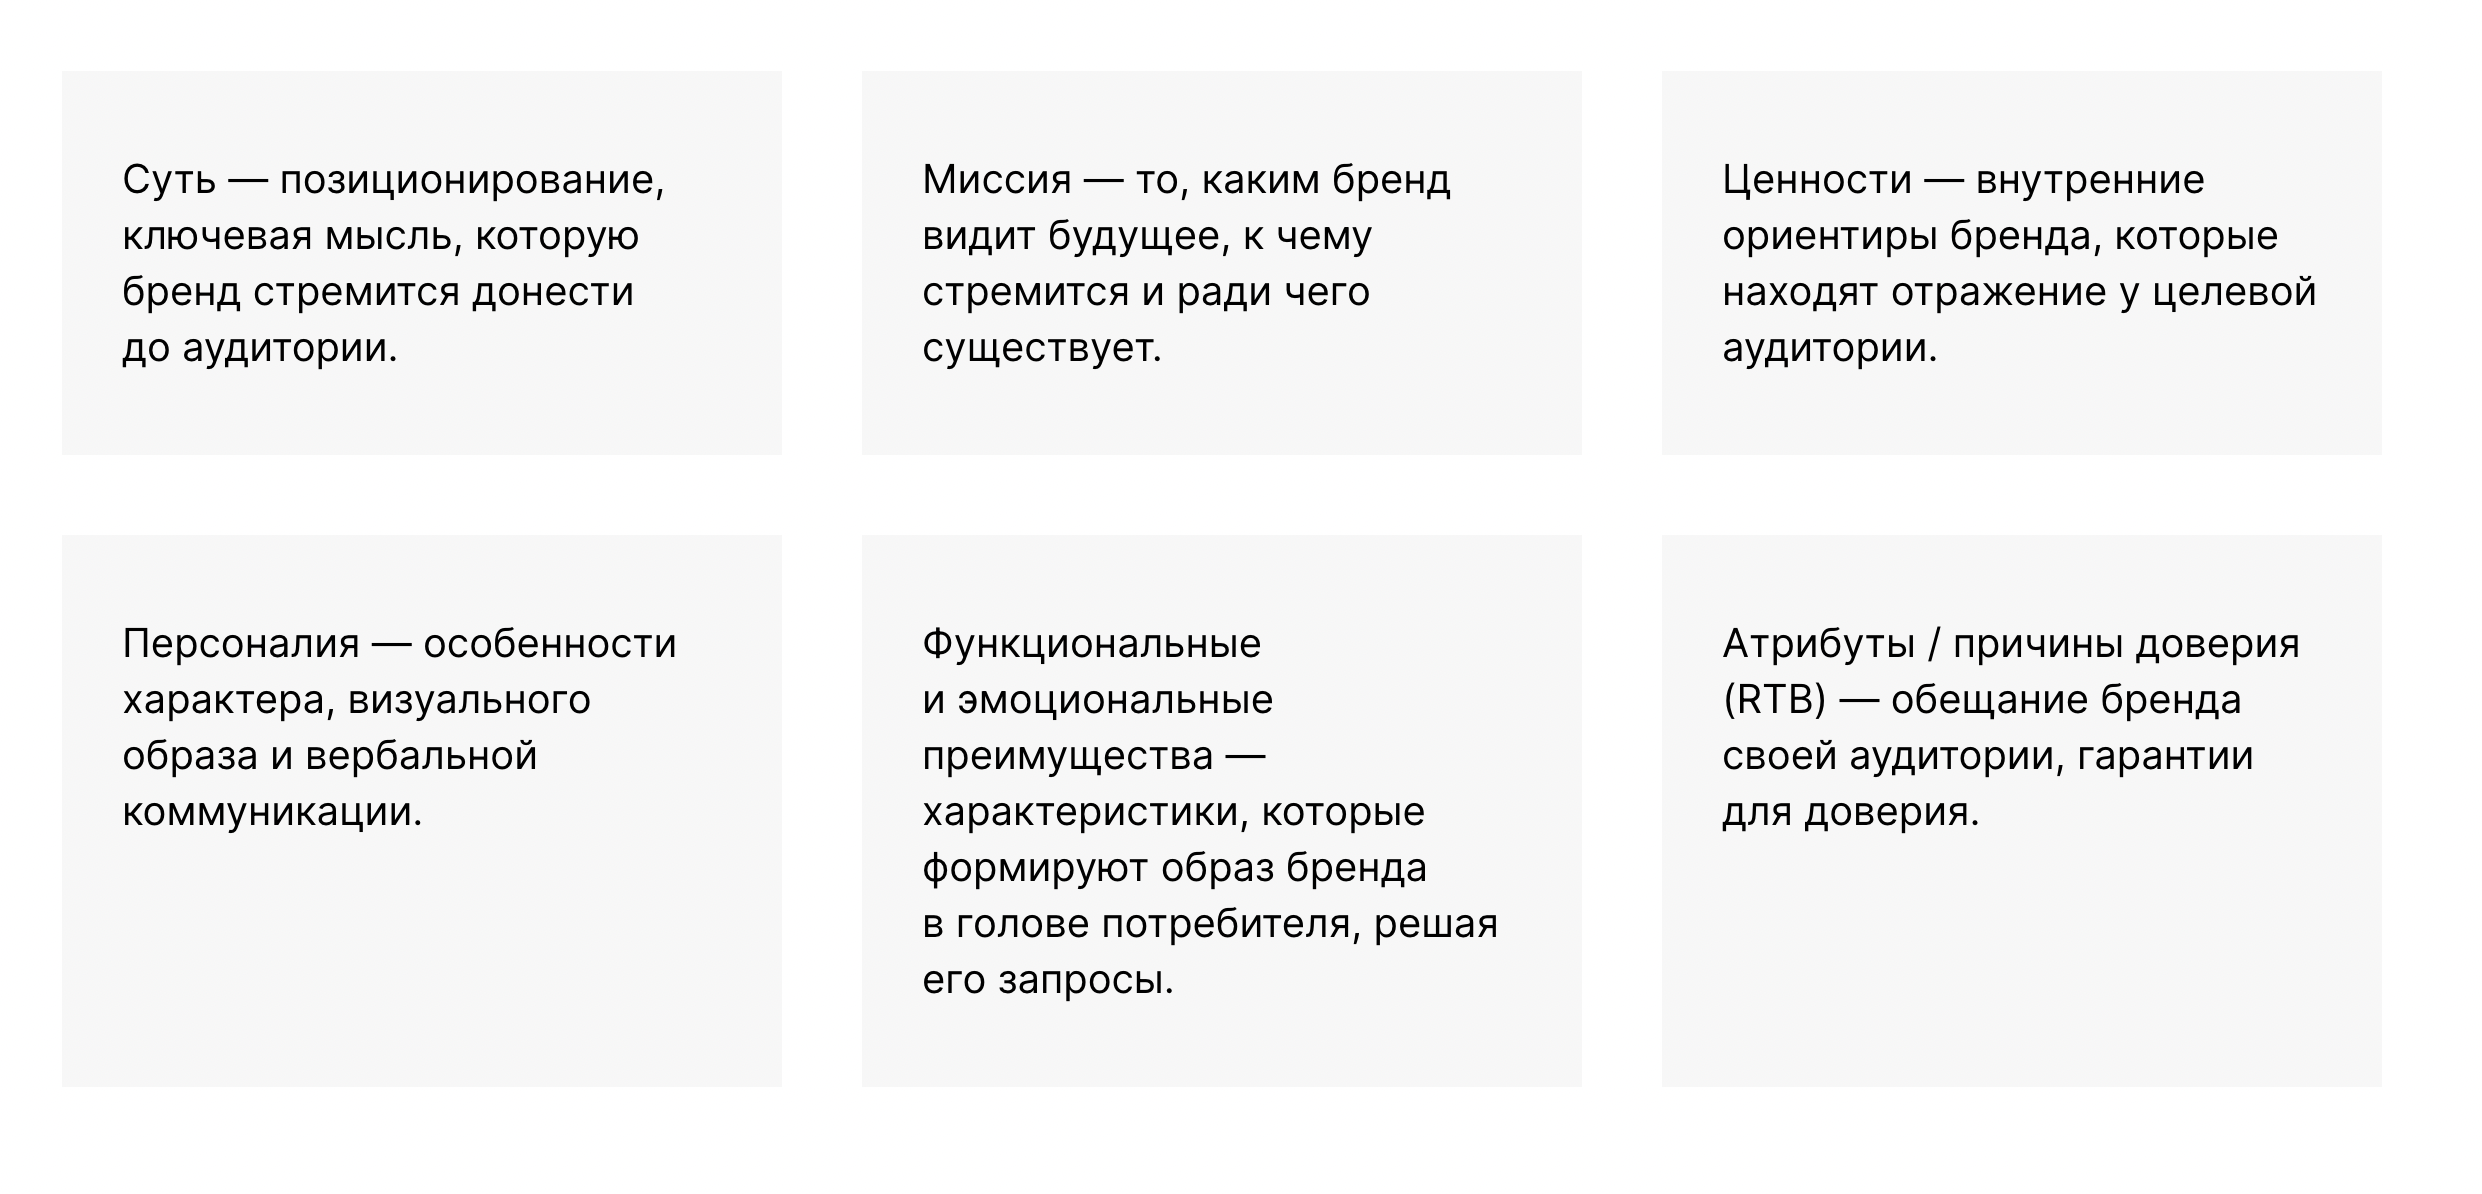 Суть — позиционирование,
ключевая мысль, которую
бренд стремится донести
до аудитории.
Миссия — то, каким бренд
видит будущее, к чему
стремится и ради чего
существует.
Ценности — внутренние
ориентиры бренда, которые
находят отражение у целевой
аудитории.
Персоналия — особенности
характера, визуального
образа и вербальной
коммуникации.
Функциональные
и эмоциональные
преимущества —
характеристики, которые
формируют образ бренда
в голове потребителя, решая
его запросы.
Атрибуты / причины доверия
(RTB) — обещание бренда
своей аудитории, гарантии
для доверия.